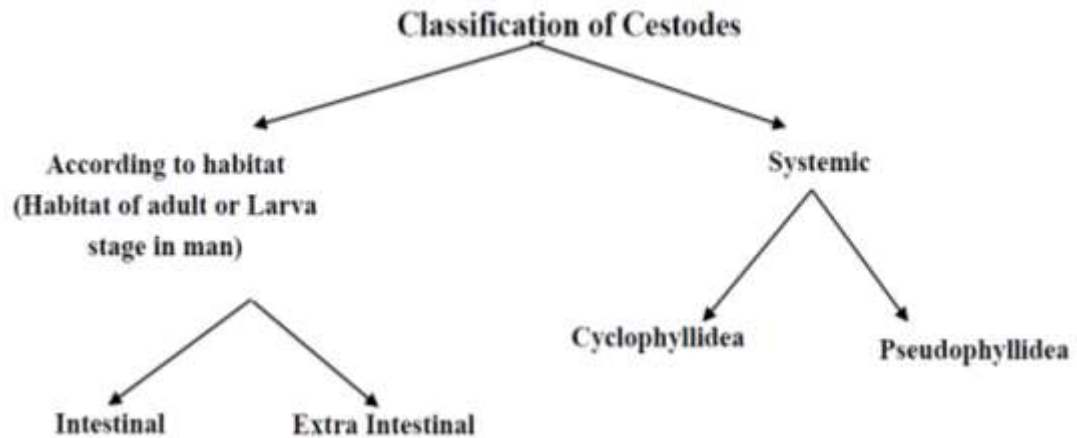 Classification of Cestodes
According to habitat
(Habitat of adult or Larva
stage in man)
Systemic
Cyclophyllidea
Pseudophyllidea
Intestinal
Extra Intestinal